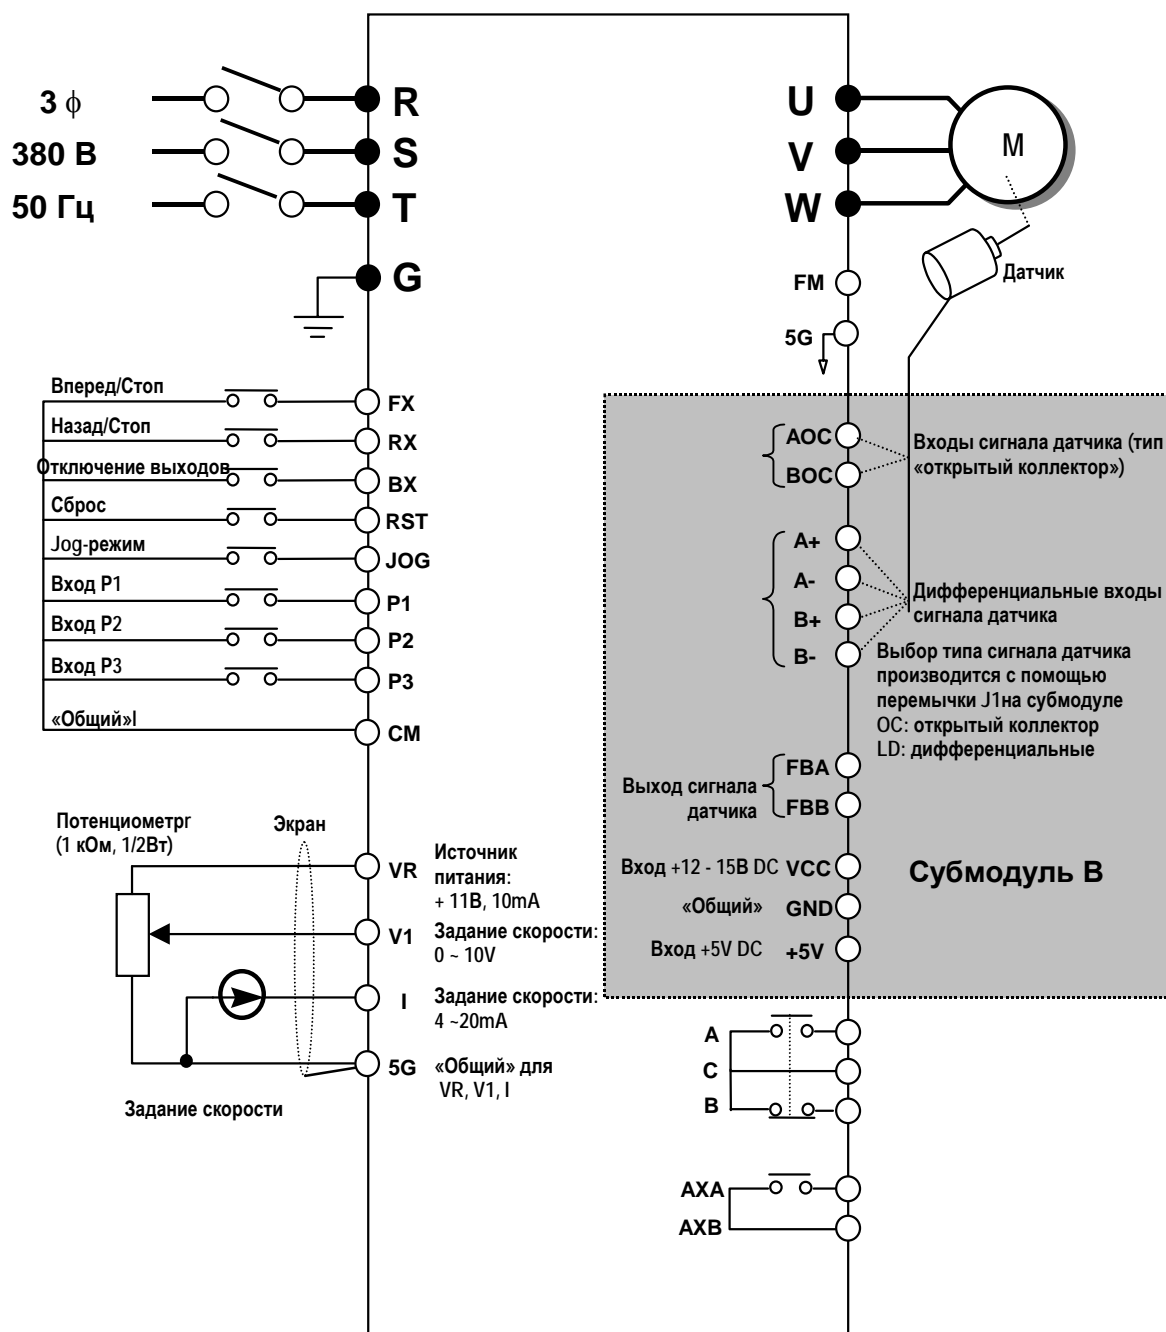 3 ϕ
380 В
50 Гц
R
S
T
G
U
V
W
M
Датчик
FM
5G
Вперед/Стоп
FX
Назад/Стоп
RX
Отключение выходов
BX
Сброс
RST
Jog-режим
JOG
Вход P1
P1
Вход P2
P2
Вход P3
P3
«Общий»l
CM
AOC
BOC
Входы сигнала датчика (тип
«открытый коллектор»)
A+
A-
B+
B-
Дифференциальные входы
сигнала датчика
Выбор типа сигнала датчика
производится с помощью
перемычки J1на субмодуле
OC: открытый коллектор
LD: дифференциальные
Выход сигнала
датчика
FBA
FBB
Вход +12 - 15В DC VCC
«Общий» GND
Вход +5V DC +5V
Субмодуль В
Потенциометрr
(1 кОм, 1/2Вт)
Экран
VR
Источник
питания:
+ 11В, 10mA
V1
Задание скорости:
0 ~ 10V
I
Задание скорости:
4 ~20mA
5G
«Общий» для
VR, V1, I
Задание скорости
A
C
B
AXA
AXB